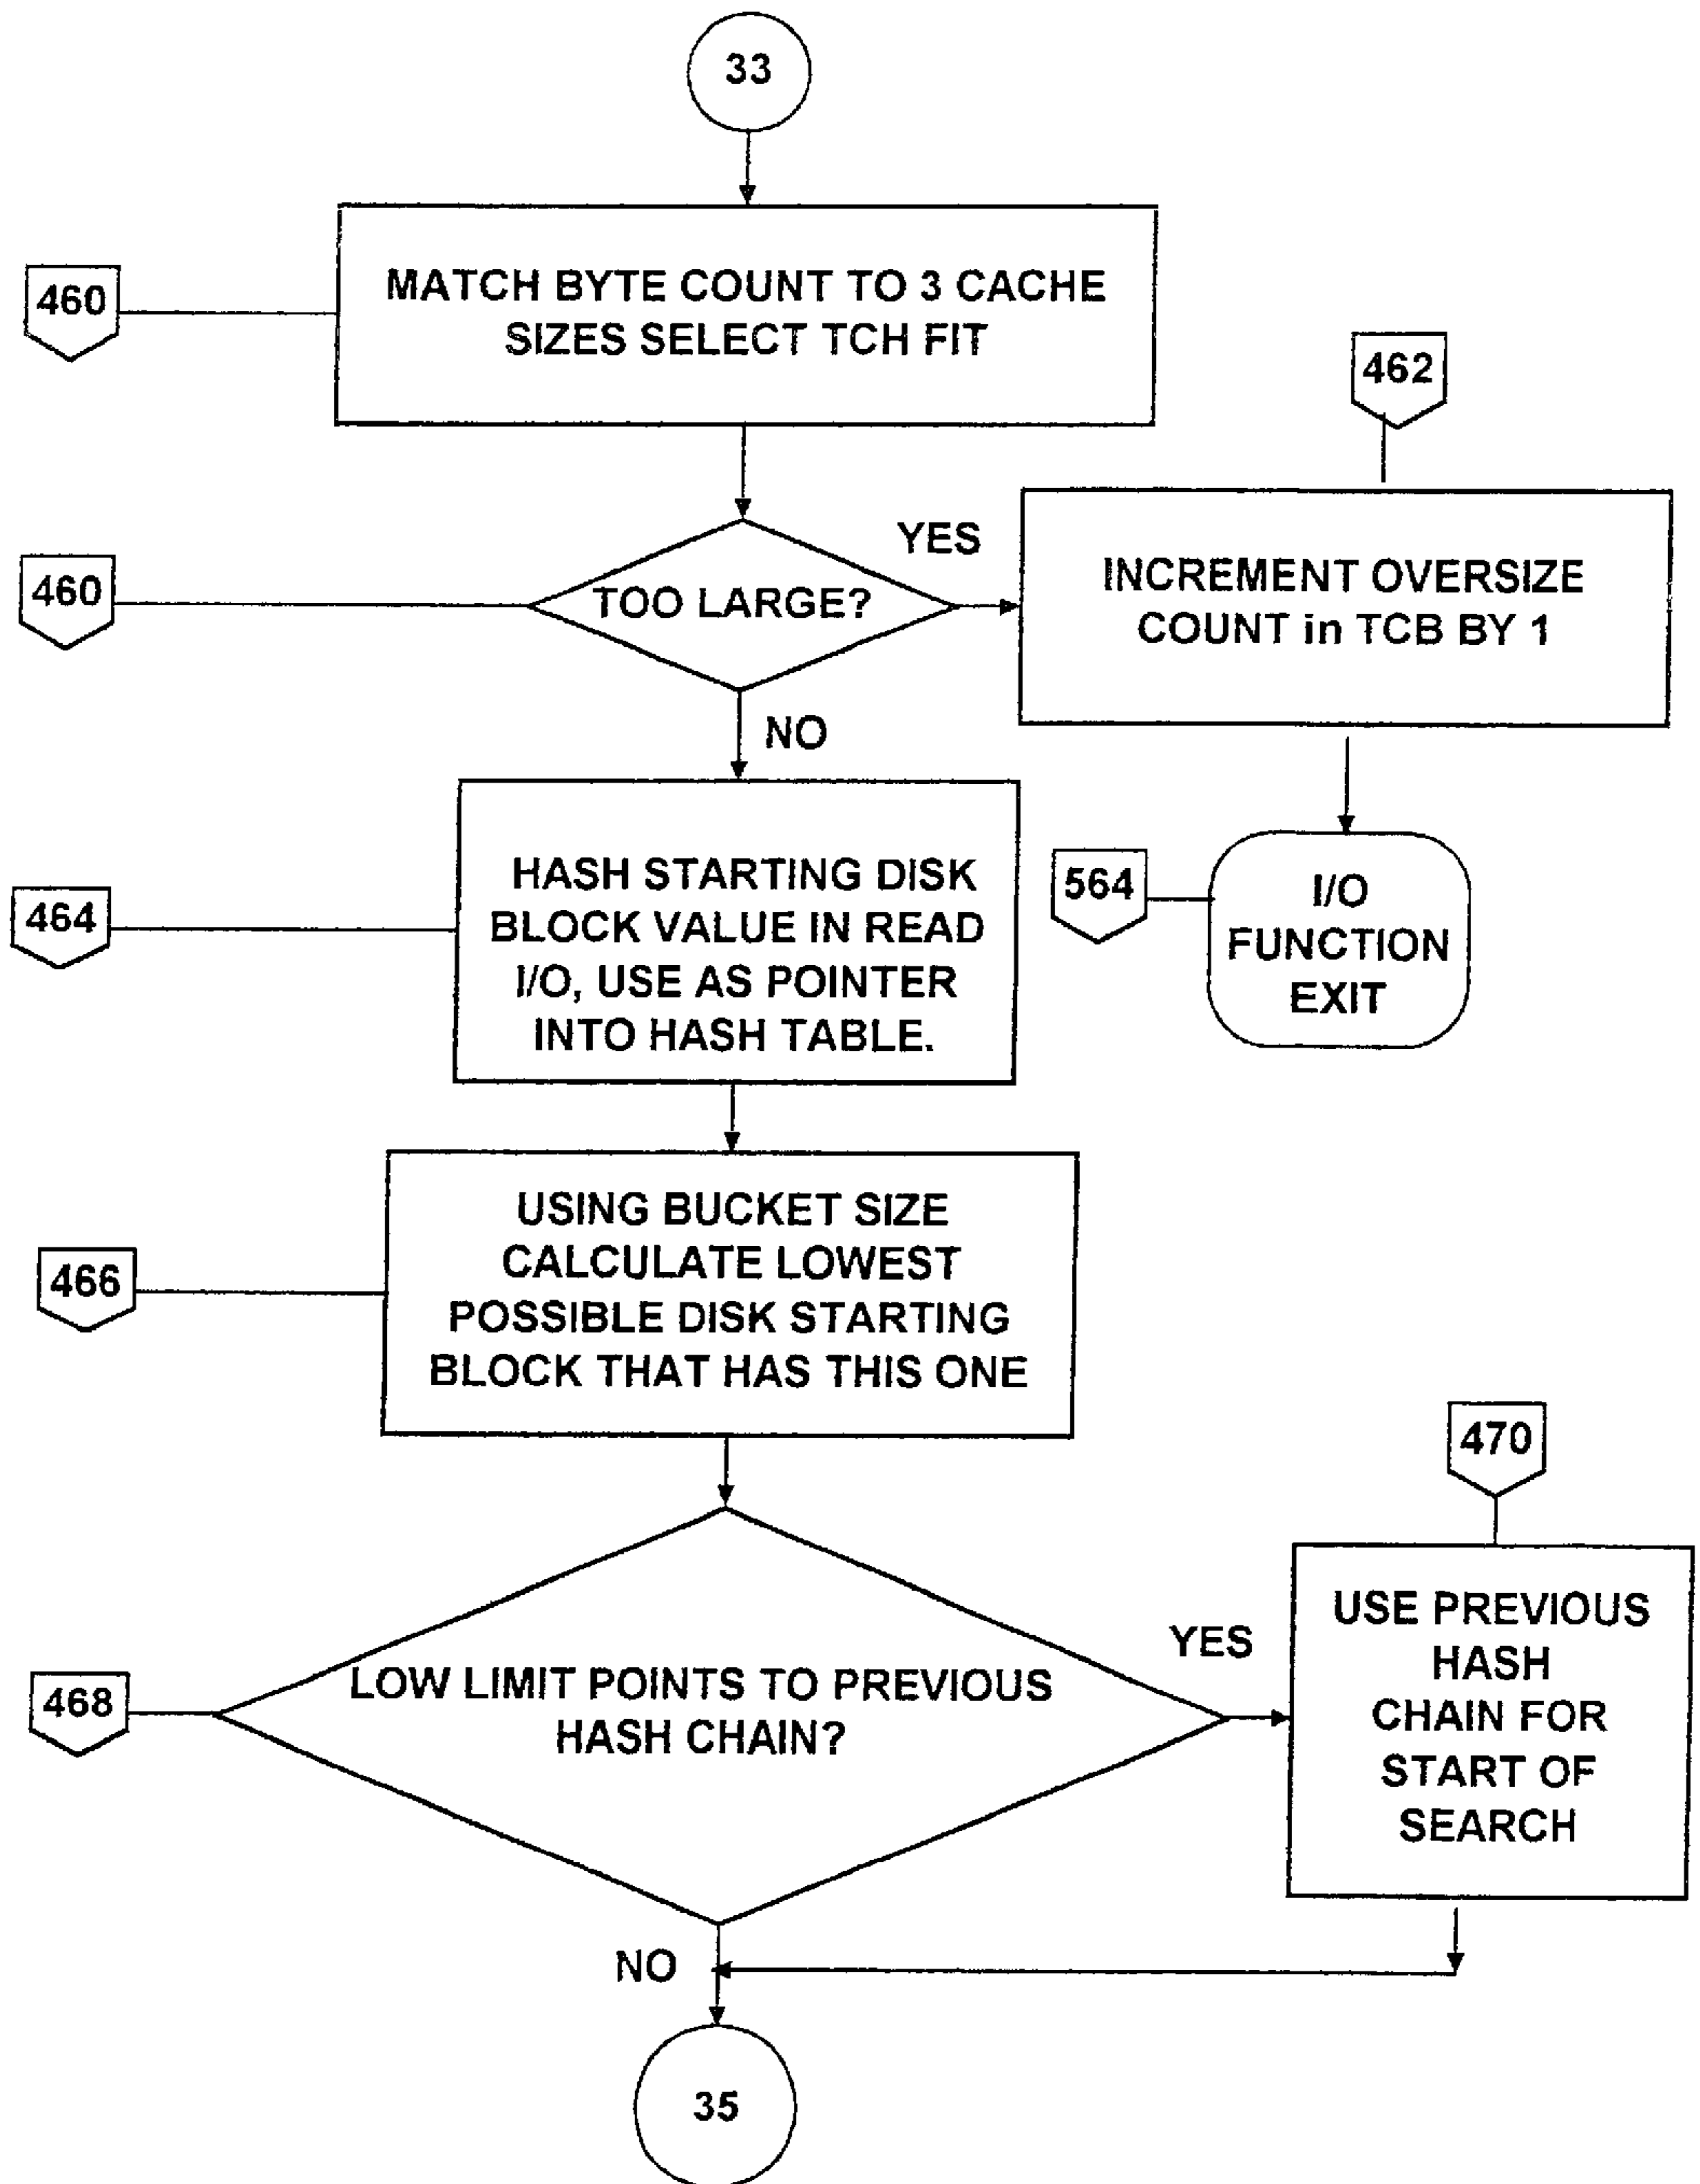 33
460
MATCH BYTE COUNT TO 3 CACHE
SIZES SELECT TCH FIT
462
460
TOO LARGE?
YES
INCREMENT OVERSIZE
COUNT in TCB BY 1
NO
464
HASH STARTING DISK
BLOCK VALUE IN READ
I/O, USE AS POINTER
INTO HASH TABLE.
564
I/O
FUNCTION
EXIT
466
USING BUCKET SIZE
CALCULATE LOWEST
POSSIBLE DISK STARTING
BLOCK THAT HAS THIS ONE
468
LOW LIMIT POINTS TO PREVIOUS
HASH CHAIN?
YES
470
USE PREVIOUS
HASH
CHAIN FOR
START OF
SEARCH
NO
35